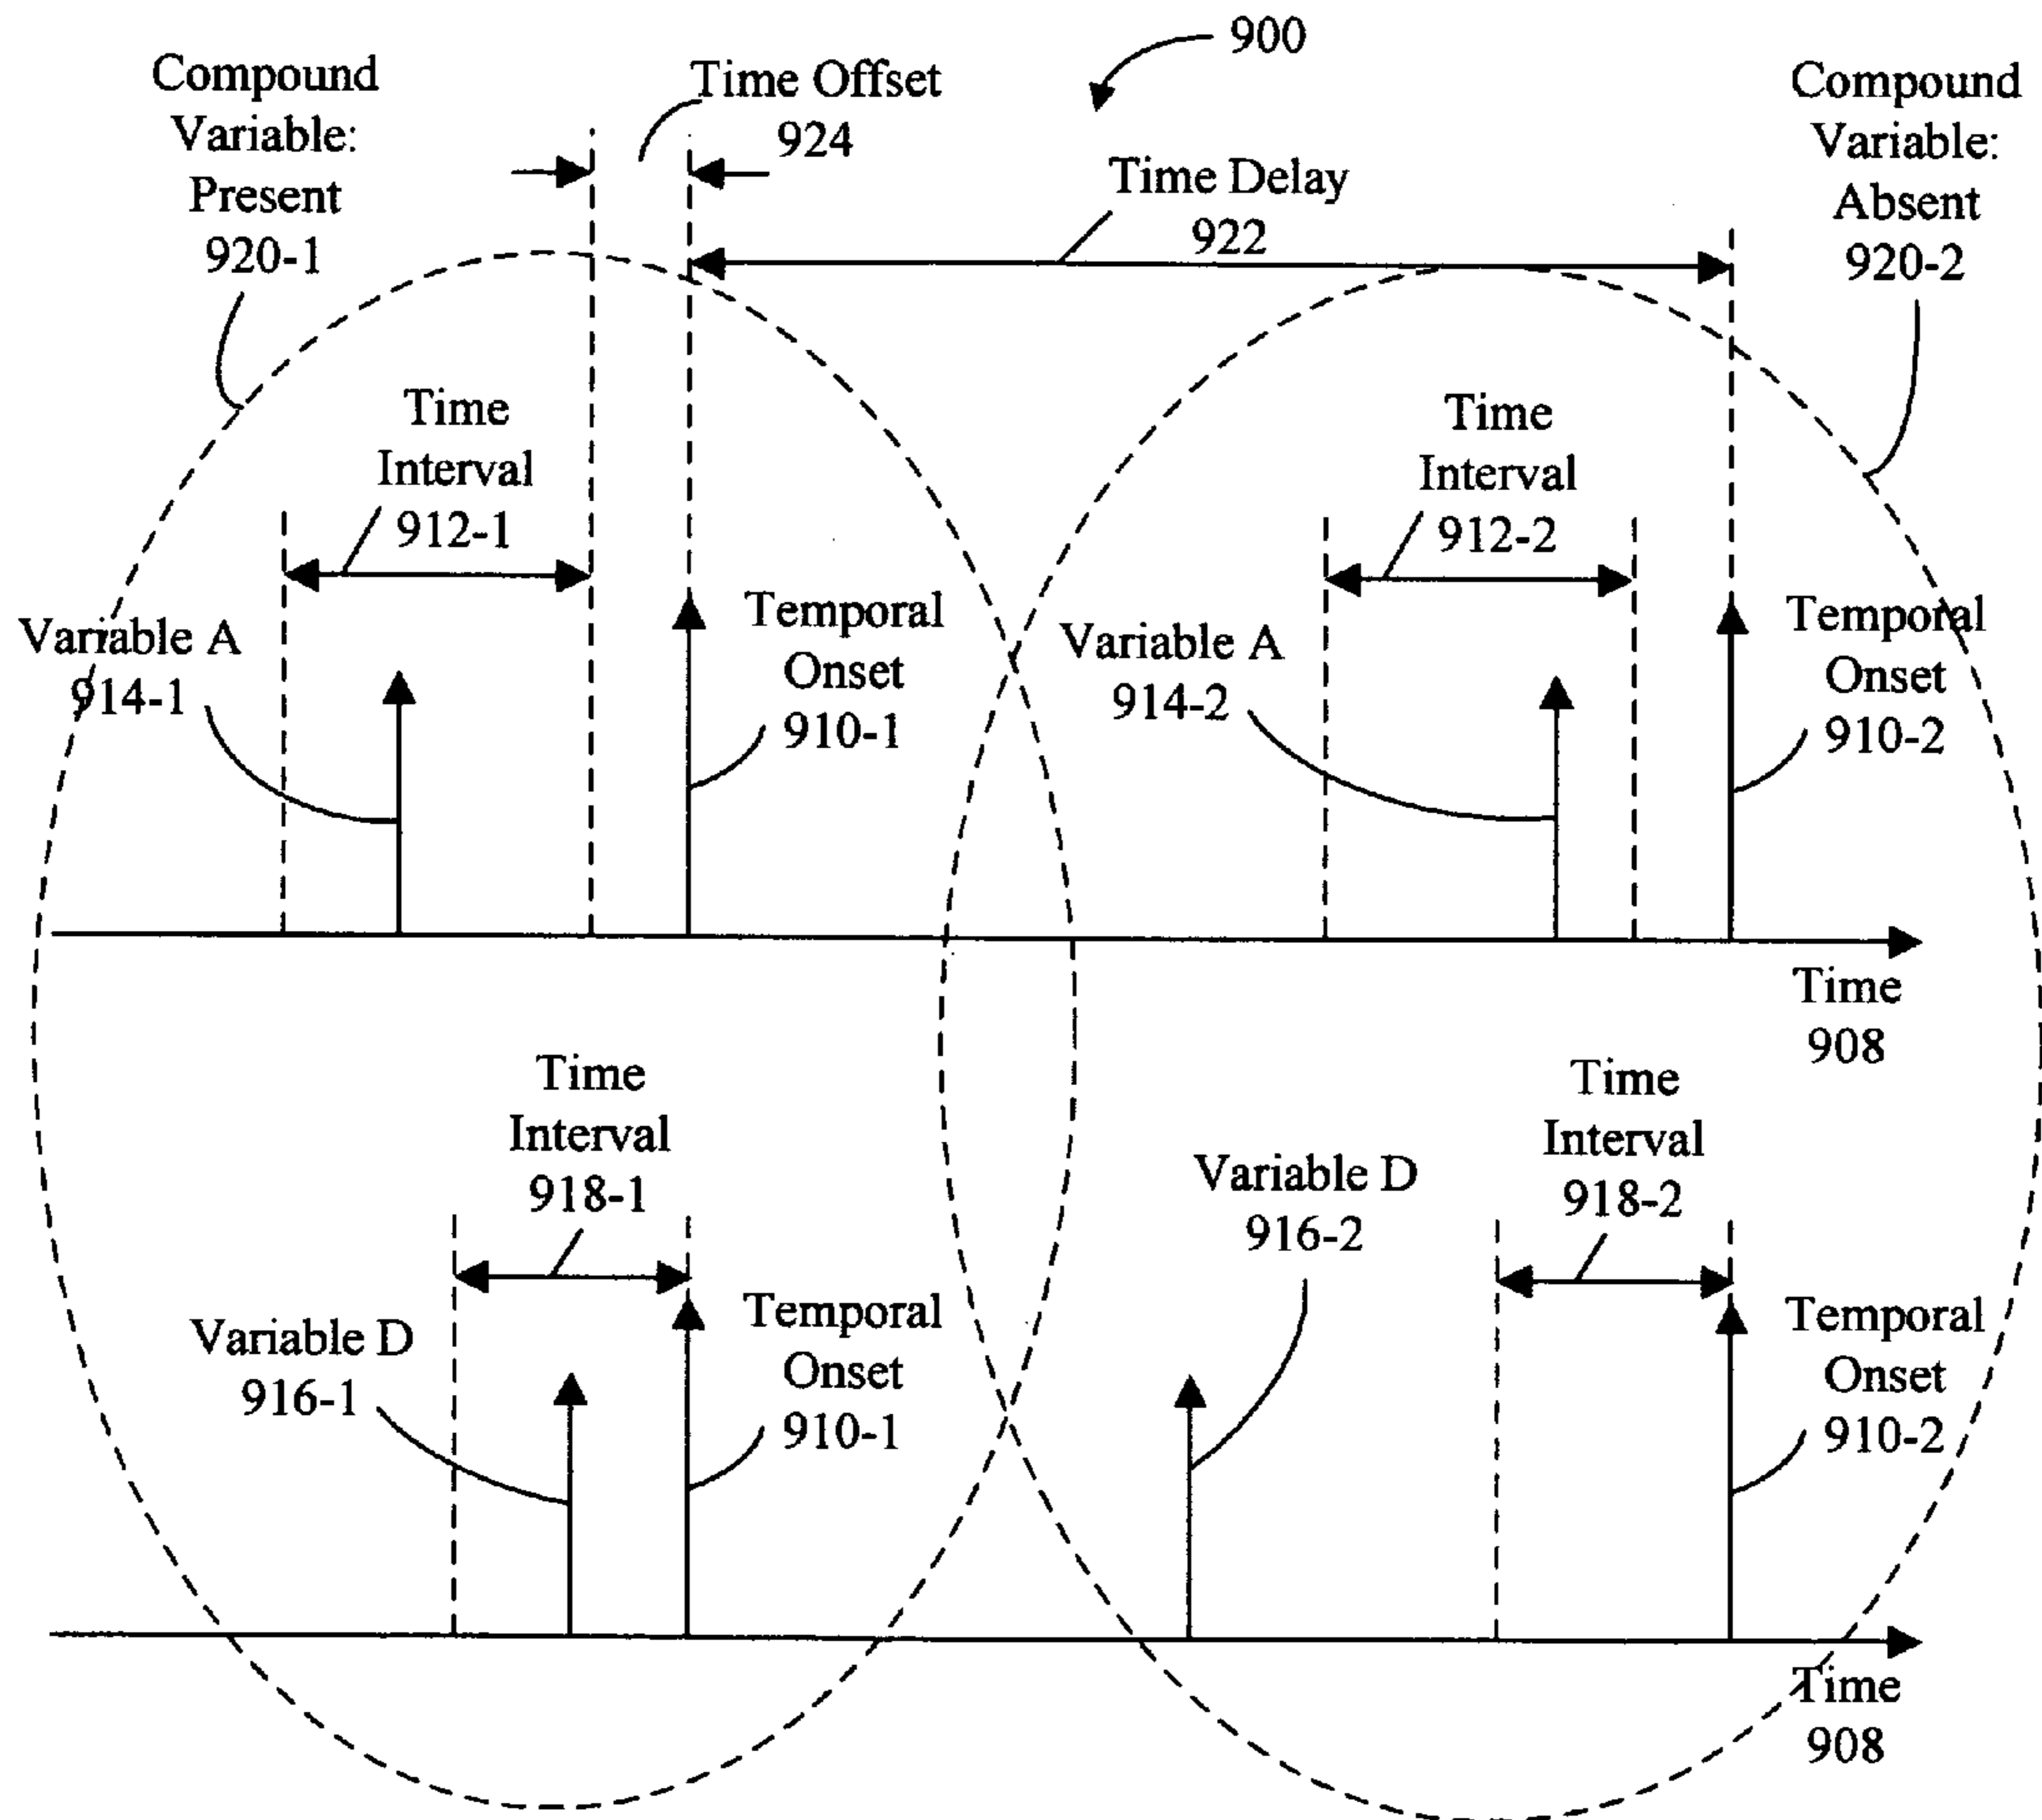 900
Compound
Variable:
Present
920-1
Time Offset
924
Time Delay
922
Compound
Variable:
Absent
920-2
Time
Interval
912-1
Time
Interval
912-2
Variable A
914-1
Temporal
Onset
910-1
Variable A
914-2
Temporal
Onset
910-2
Time
908
Time
Interval
918-1
Variable D
916-2
Time
Interval
918-2
Variable D
916-1
Temporal
Onset
910-1
Temporal
Onset
910-2
Time
908